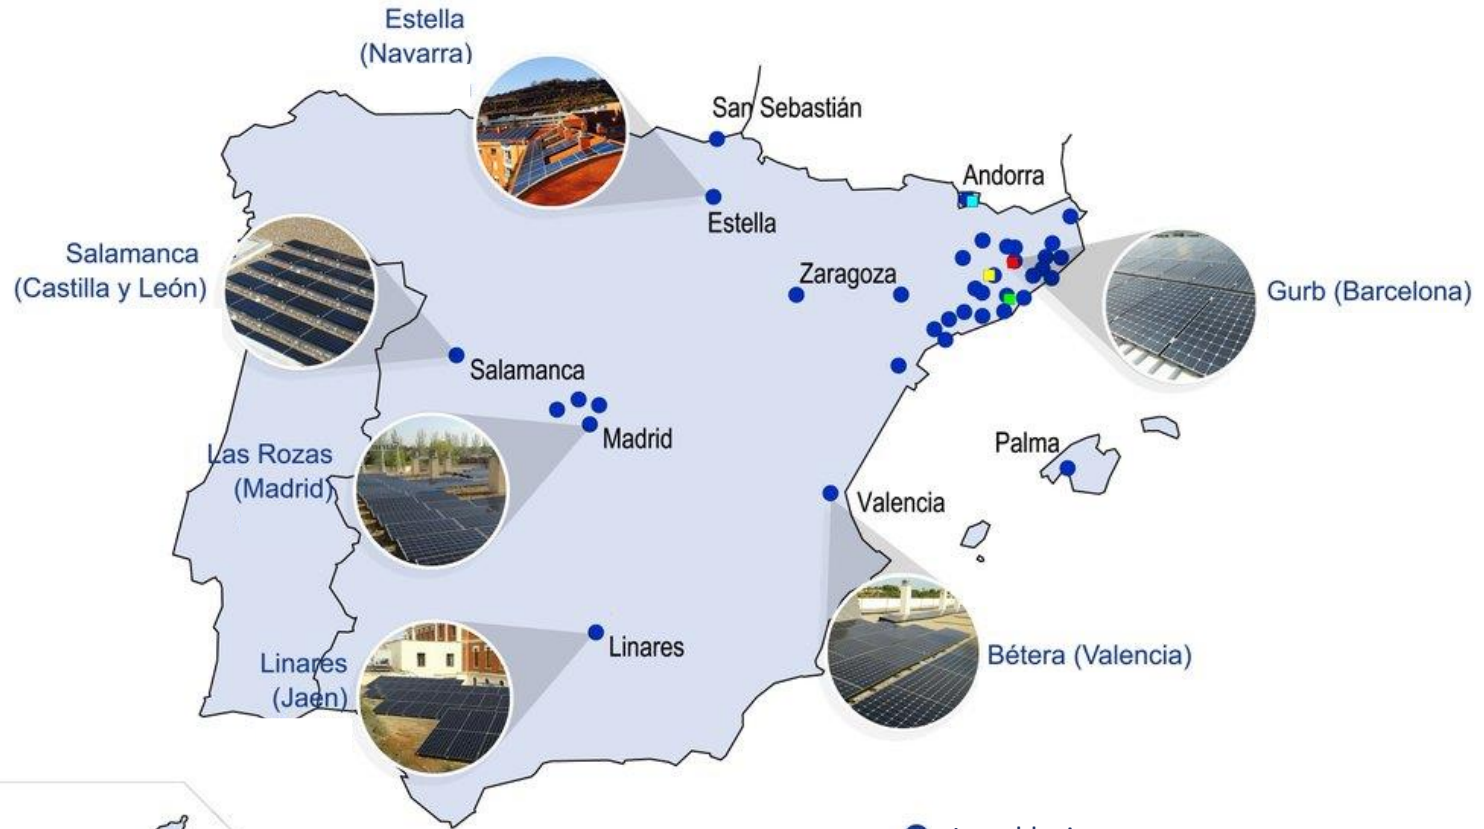 Estella
(Navarra)
San Sebastián
Andorra
Estella
Salamanca
(Castilla y León)
Zaragoza
Gurb (Barcelona)
Salamanca
Madrid
Palma
Las Rozas
(Madrid)
Valencia
Linares
Bétera (Valencia)
Linares
(Jaen)